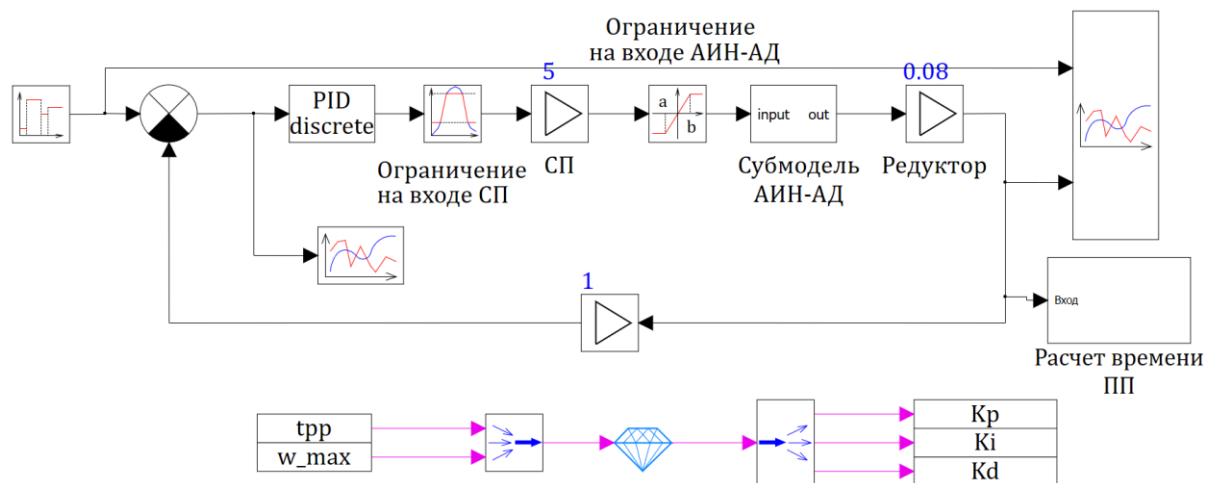 Ограничение
на входе АИН-АД
5
0.08
PID
discrete
a
b
input out
Ограничение
на входе СП
СП
Субмодель
АИН-АД
Редуктор
1
Вход
Расчет времени
ПП
tpp
w_max
Kp
Ki
Kd